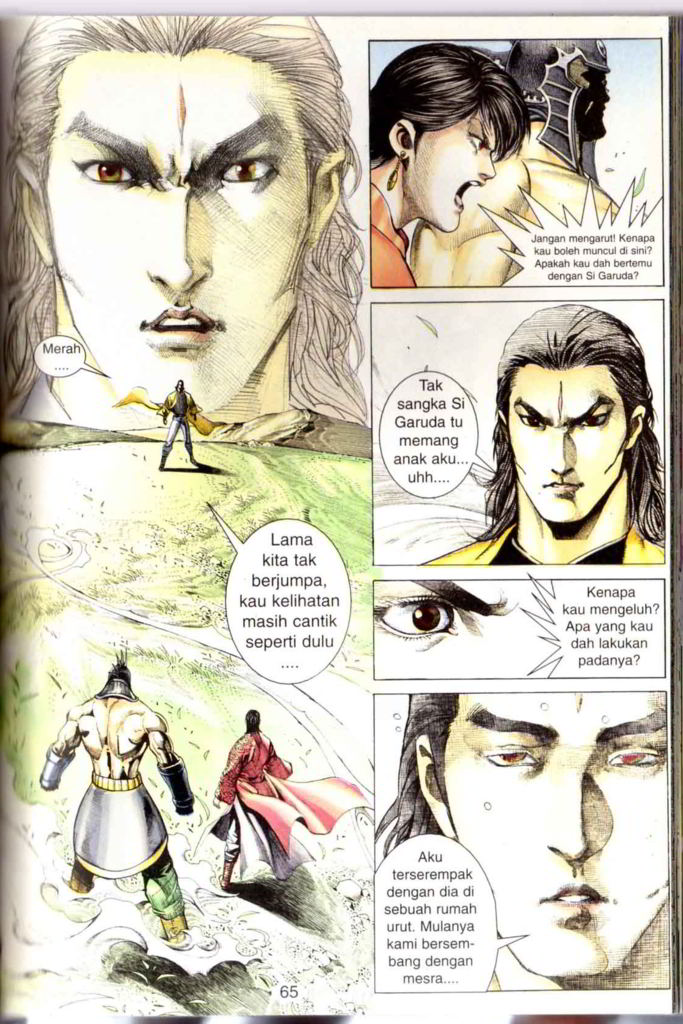 Merah
....
Lama
kita tak
berjumpa,
kau kelihatan
masih cantik
seperti dulu
....
Jangan mengarut! Kenapa
kau boleh muncul di sini?
Apakah kau dah bertemu
dengan Si Garuda?
Tak
sangka Si
Garuda tu
memang
anak aku...
uhh....
Kenapa
kau mengeluh?
Apa yang kau
dah lakukan
padanya?
Aku
terserempak
dengan dia di
sebuah rumah
urut. Mulanya
kami bersem-
bang dengan
mesra....
65